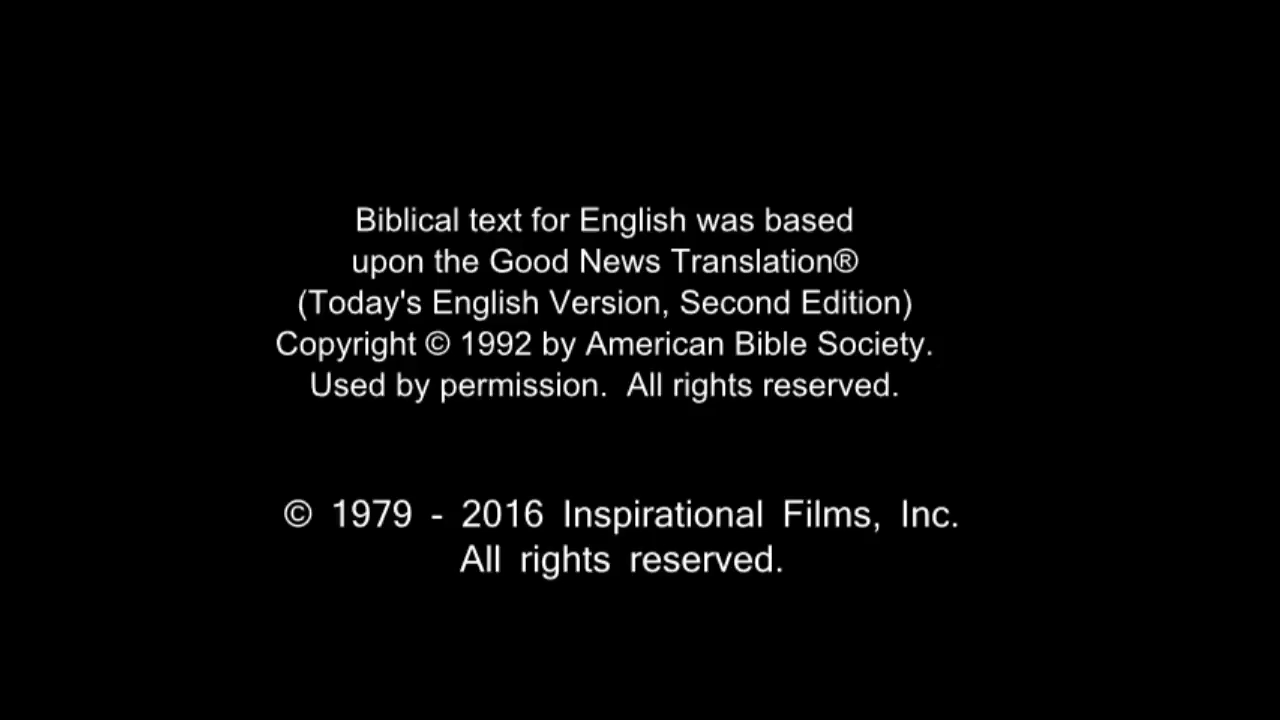 Biblical text for English was based
upon the Good News Translation®
(Today's English Version, Second Edition)
Copyright © 1992 by American Bible Society.
Used by permission.  All rights reserved.
© 1979 - 2016 Inspirational Films, Inc.
All rights reserved.